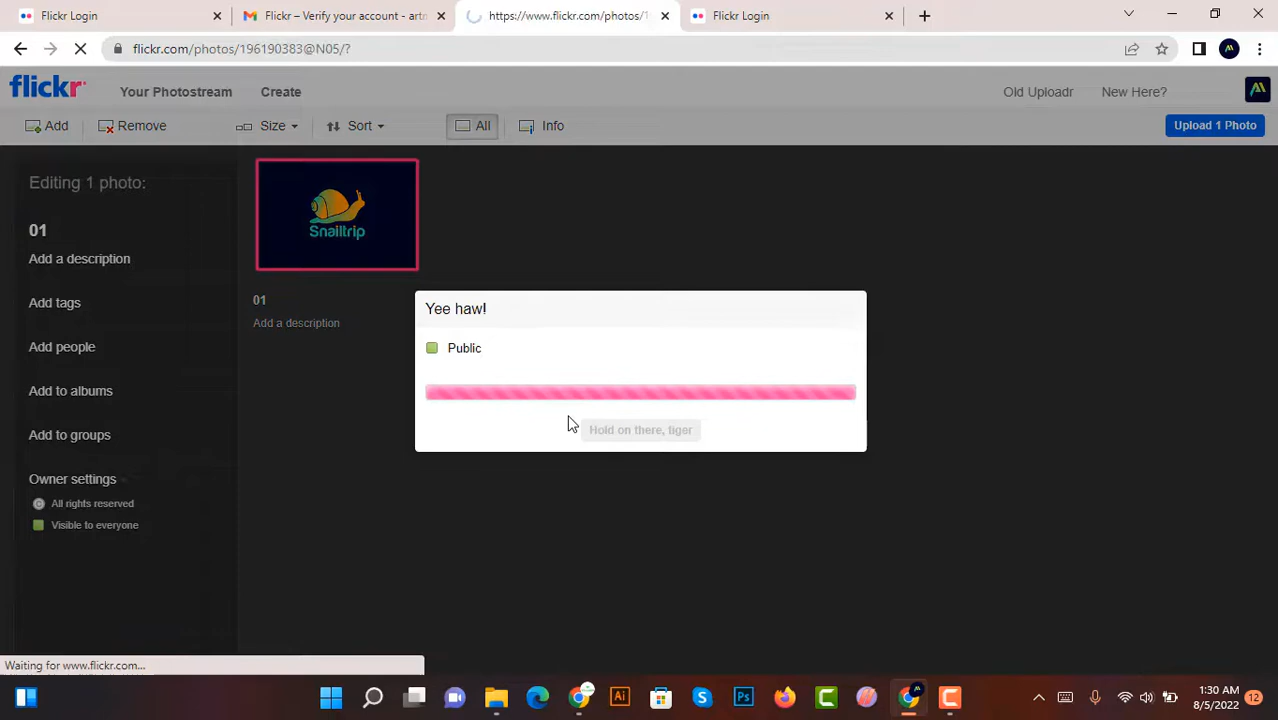 Flickr Login
Flickr – Verify your account - artm
https://www.flickr.com/photos/1
Flickr Login
flickr.com/photos/196190383@N05/?
flickr
Your Photostream
Create
Old Uploadr
New Here?
Add
Remove
Size
Sort
All
Info
Upload 1 Photo
Editing 1 photo:
01
Add a description
Add tags
Add people
Add to albums
Add to groups
Owner settings
All rights reserved
Visible to everyone
Snailtrip
01
Add a description
Yee haw!
Public
Hold on there, tiger
Waiting for www.flickr.com...
Ai
S
Ps
C
C
1:30 AM
8/5/2022
12